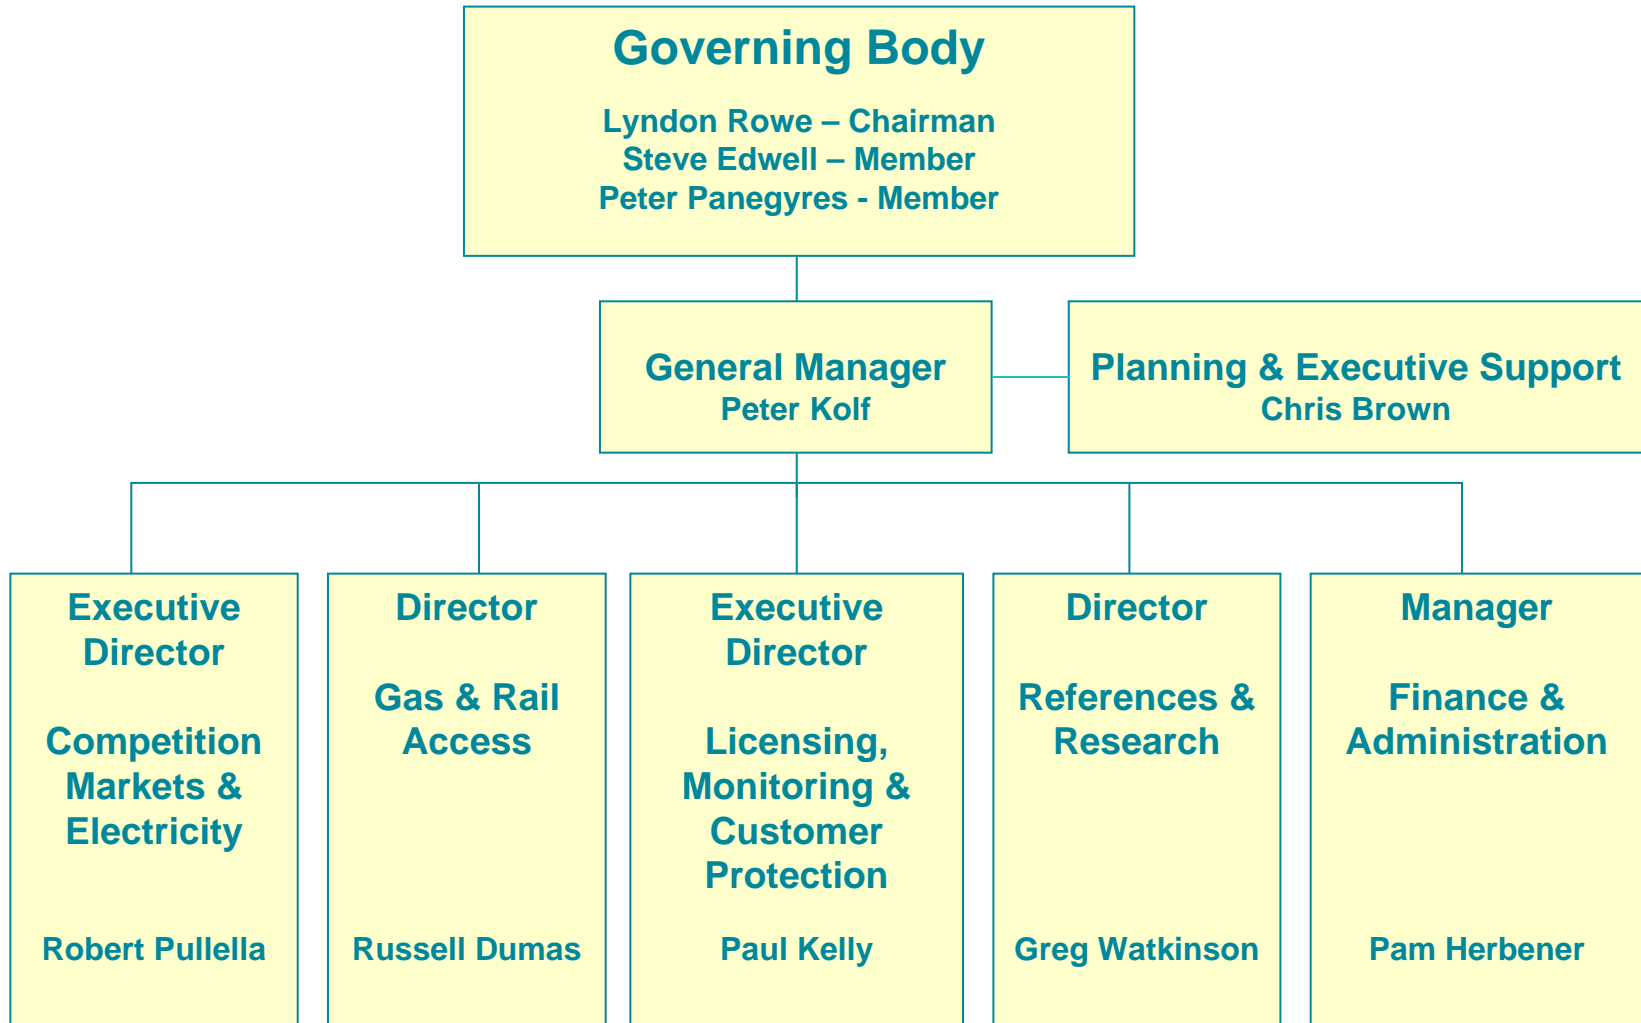 Governing Body
Lyndon Rowe – Chairman
Steve Edwell – Member
Peter Panegyres - Member
General Manager
Peter Kolf
Planning & Executive Support
Chris Brown
Executive
Director
Competition
Markets &
Electricity
Robert Pullella
Director
Gas & Rail
Access
Russell Dumas
Executive
Director
Licensing,
Monitoring &
Customer
Protection
Paul Kelly
Director
References &
Research
Greg Watkinson
Manager
Finance &
Administration
Pam Herbener